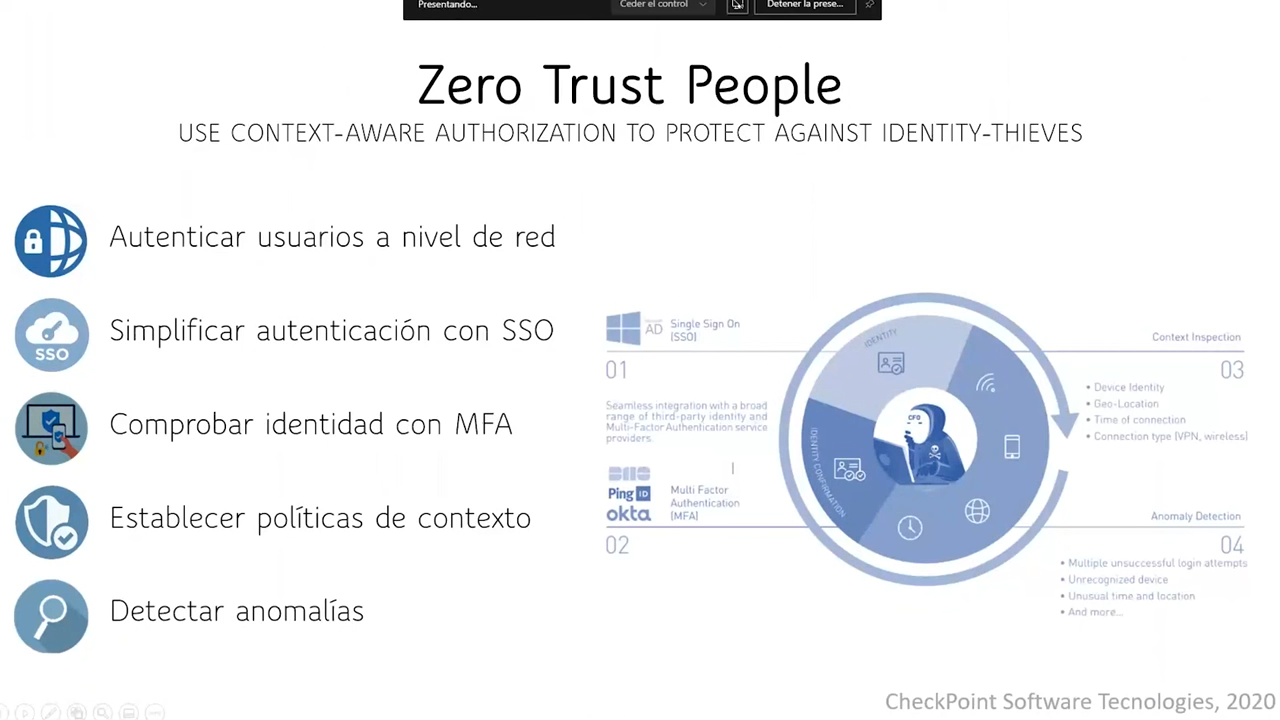 Presentando...
Ceder el control
Detener la prese...
Zero Trust People
USE CONTEXT-AWARE AUTHORIZATION TO PROTECT AGAINST IDENTITY-THIEVES
Autenticar usuarios a nivel de red
SSO
Simplificar autenticación con SSO
Comprobar identidad con MFA
Establecer políticas de contexto
Detectar anomalías
AD
Single Sign On
(SSO)
01
Seamless integration with a broad
range of third-party identity and
Multi-Factor Authentication service
providers.
Ping ID
okta
Multi Factor
Authentication
(MFA)
02
IDENTITY
IDENTITY CONFIRMATION
CFO
Context Inspection
03
• Device Identity
• Geo-Location
• Time of connection
• Connection type (VPN, wireless)
Anomaly Detection
04
• Multiple unsuccessful login attempts
• Unrecognized device
• Unusual time and location
• And more...
CheckPoint Software Tecnologies, 2020